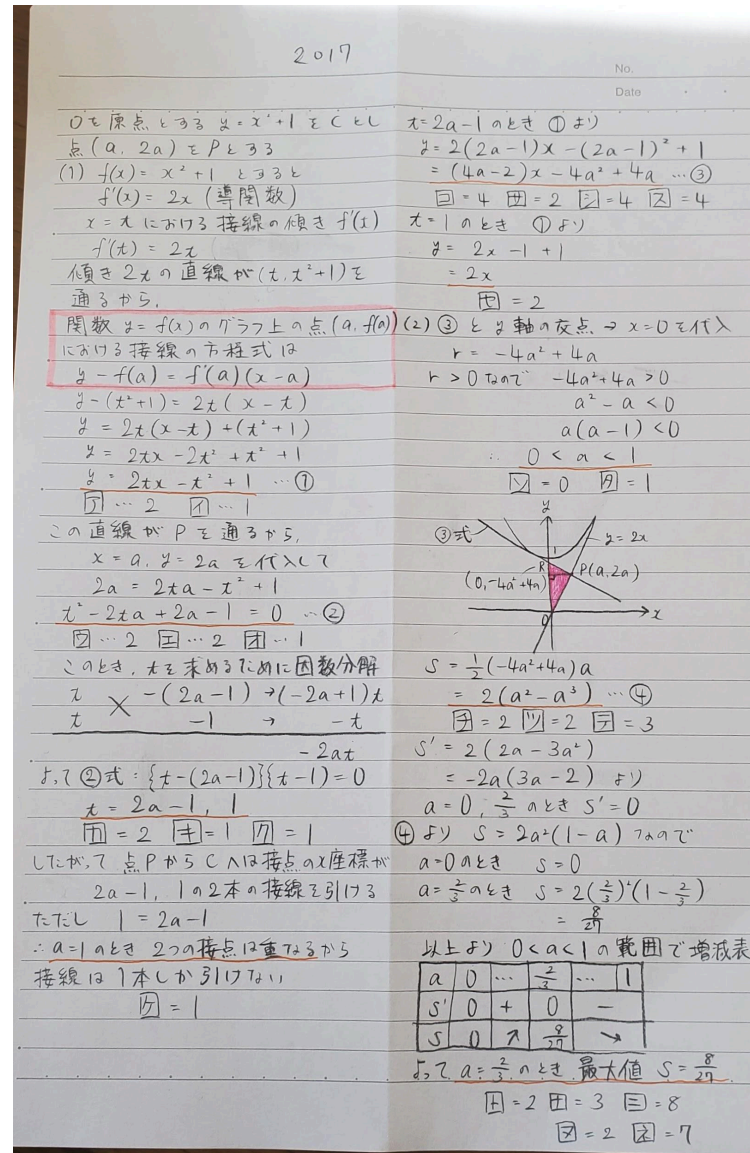 2017
No.
Date
Oを原点とする y=x²+1 をCとし
点(a, 2a)をPとする
(1) f(x)=x²+1 とすると
f'(x)=2x (導関数)
x=tにおける接線の傾き f'(t)
f'(t)=2t
傾き2tの直線が(t, t²+1)を
通るから、
関数 y=f(x)のグラフ上の点(a, f(a))
における接線の方程式は
y-f(a)=f'(a)(x-a)
y-(t²+1)=2t(x-t)
y=2t(x-t)+(t²+1)
y=2tx-2t²+t²+1
y=2tx-t²+1 …①
ア…2 イ…1
この直線がPを通るから,
x=a, y=2aを代入して
2a=2ta-t²+1
t²-2ta+2a-1=0 …②
ウ…2 エ…2 オ…1
このとき, tを求めるために因数分解
t -(2a-1)→(-2a+1)t
t -1 → -t
-2at
よって②式:{t-(2a-1)}{t-1}=0
t=2a-1, 1
カ=2 キ=1 ク=1
したがって 点PからCへは接点のx座標が
2a-1, 1の2本の接線を引ける
ただし 1=2a-1
∴a=1のとき 2つの接点は重なるから
接線は1本しか引けない
ケ=1
t=2a-1のとき ①より
y=2(2a-1)x-(2a-1)²+1
=(4a-2)x-4a²+4a …③
コ=4 サ=2 シ=4 ス=4
t=1のとき ①より
y=2x-1+1
=2x
セ=2
(2) ③とy軸の交点→x=0を代入
r=-4a²+4a
r>0なので -4a²+4a>0
a²-a<0
a(a-1)<0
∴ 0<a<1
ソ=0 タ=1
y
③式
y=2x
1
R
P(a,2a)
(0,-4a²+4a)
O
x
S=1/2(-4a²+4a)a
=2(a²-a³) …④
チ=2 ツ=2 テ=3
S'=2(2a-3a²)
=-2a(3a-2) より
a=0, 2/3 のとき S'=0
④より S=2a²(1-a) なので
a=0のとき S=0
a=2/3のとき S=2(2/3)²(1-2/3)
=8/27
以上より 0<a<1の範囲で増減表
a 0 … 2/3 … 1
S' 0 + 0 -
S 0 ↗ 8/27 ↘
よって, a=2/3 のとき 最大値 S=8/27
ト=2 ナ=3 ニ=8
ヌ=2 ネ=7